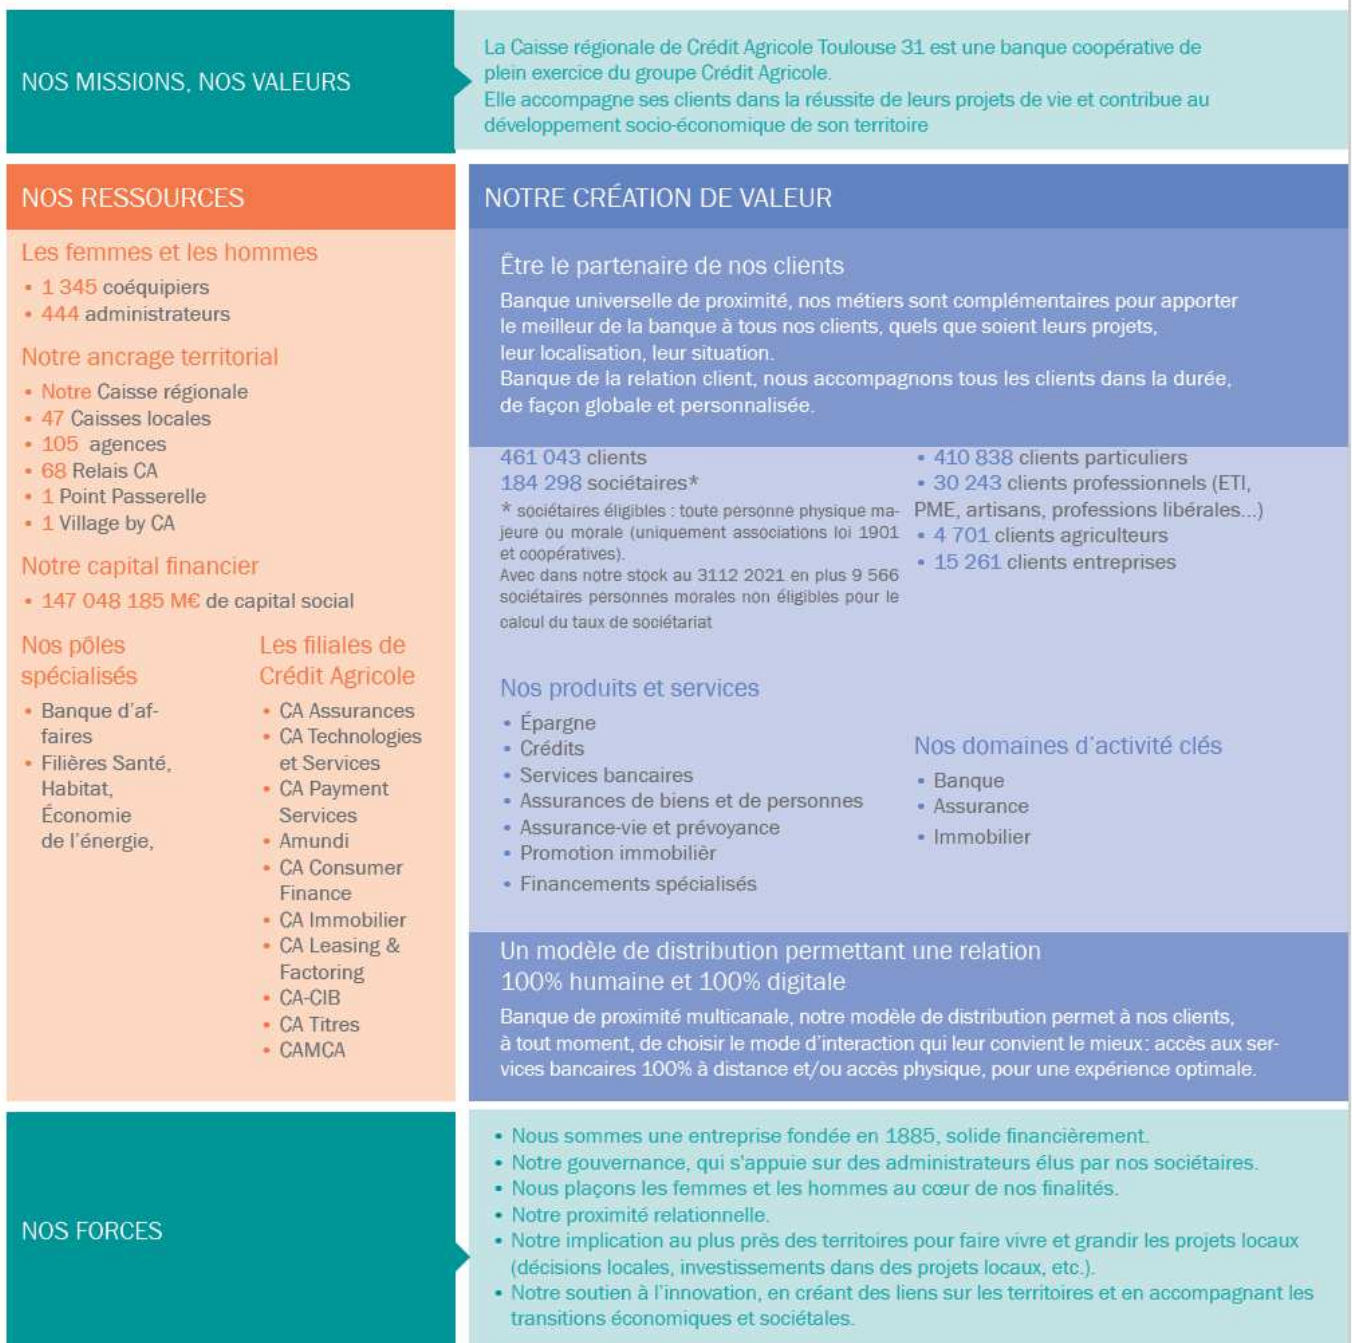 NOS MISSIONS, NOS VALEURS
La Caisse régionale de Crédit Agricole Toulouse 31 est une banque coopérative de
plein exercice du groupe Crédit Agricole.
Elle accompagne ses clients dans la réussite de leurs projets de vie et contribue au
développement socio-économique de son territoire
NOS RESSOURCES
Les femmes et les hommes
• 1 345 coéquipiers
• 444 administrateurs
Notre ancrage territorial
• Notre Caisse régionale
• 47 Caisses locales
• 105 agences
• 68 Relais CA
• 1 Point Passerelle
• 1 Village by CA
Notre capital financier
• 147 048 185 M€ de capital social
Nos pôles
spécialisés
• Banque d'af-
faires
• Filières Santé,
Habitat,
Économie
de l'énergie,
Les filiales de
Crédit Agricole
• CA Assurances
• CA Technologies
et Services
• CA Payment
Services
• Amundi
• CA Consumer
Finance
• CA Immobilier
• CA Leasing &
Factoring
• CA-CIB
• CA Titres
• CAMCA
NOTRE CRÉATION DE VALEUR
Être le partenaire de nos clients
Banque universelle de proximité, nos métiers sont complémentaires pour apporter
le meilleur de la banque à tous nos clients, quels que soient leurs projets,
leur localisation, leur situation.
Banque de la relation client, nous accompagnons tous les clients dans la durée,
de façon globale et personnalisée.
461 043 clients
184 298 sociétaires*
* sociétaires éligibles : toute personne physique ma-
jeure ou morale (uniquement associations loi 1901
et coopératives).
Avec dans notre stock au 3112 2021 en plus 9 566
sociétaires personnes morales non éligibles pour le
calcul du taux de sociétariat
• 410 838 clients particuliers
• 30 243 clients professionnels (ETI,
PME, artisans, professions libérales...)
• 4 701 clients agriculteurs
• 15 261 clients entreprises
Nos produits et services
• Épargne
• Crédits
• Services bancaires
• Assurances de biens et de personnes
• Assurance-vie et prévoyance
• Promotion immobilièr
• Financements spécialisés
Nos domaines d'activité clés
• Banque
• Assurance
• Immobilier
Un modèle de distribution permettant une relation
100% humaine et 100% digitale
Banque de proximité multicanale, notre modèle de distribution permet à nos clients,
à tout moment, de choisir le mode d'interaction qui leur convient le mieux : accès aux ser-
vices bancaires 100% à distance et/ou accès physique, pour une expérience optimale.
NOS FORCES
• Nous sommes une entreprise fondée en 1885, solide financièrement.
• Notre gouvernance, qui s'appuie sur des administrateurs élus par nos sociétaires.
• Nous plaçons les femmes et les hommes au cœur de nos finalités.
• Notre proximité relationnelle.
• Notre implication au plus près des territoires pour faire vivre et grandir les projets locaux
(décisions locales, investissements dans des projets locaux, etc.).
• Notre soutien à l'innovation, en créant des liens sur les territoires et en accompagnant les
transitions économiques et sociétales.